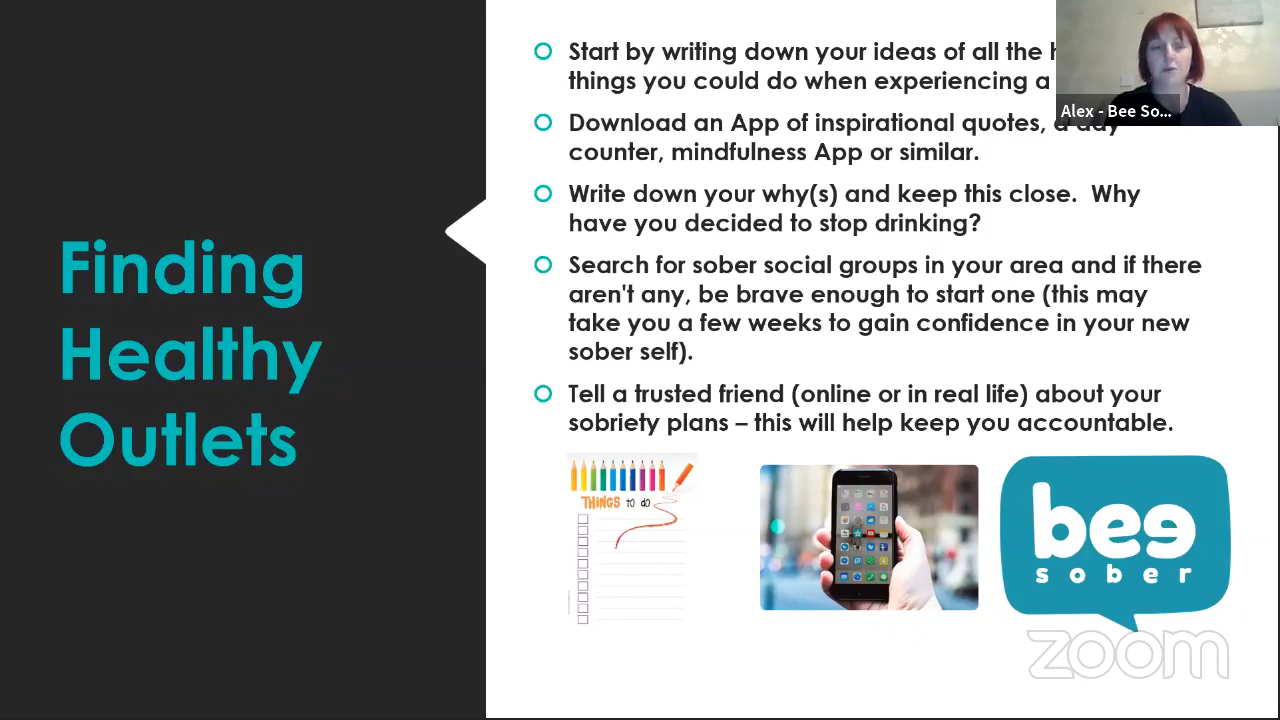 Finding
Healthy
Outlets
Start by writing down your ideas of all the
things you could do when experiencing a
Download an App of inspirational quotes, a day
counter, mindfulness App or similar.
Write down your why(s) and keep this close. Why
have you decided to stop drinking?
Search for sober social groups in your area and if there
aren't any, be brave enough to start one (this may
take you a few weeks to gain confidence in your new
sober self).
Tell a trusted friend (online or in real life) about your
sobriety plans – this will help keep you accountable.
Alex - Bee So...
THINGS to do
bee
sober
zoom